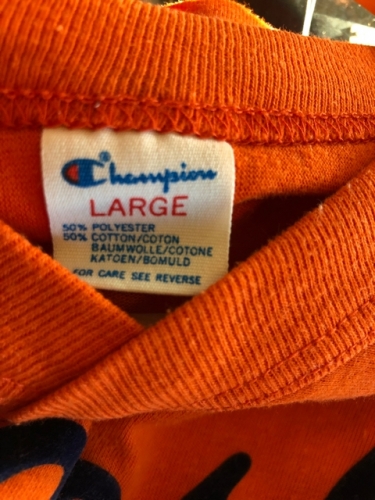 Champion®
LARGE
50% POLYESTER
50% COTTON/COTON
BAUMWOLLE/COTONE
KATOEN/BOMULD
FOR CARE SEE REVERSE